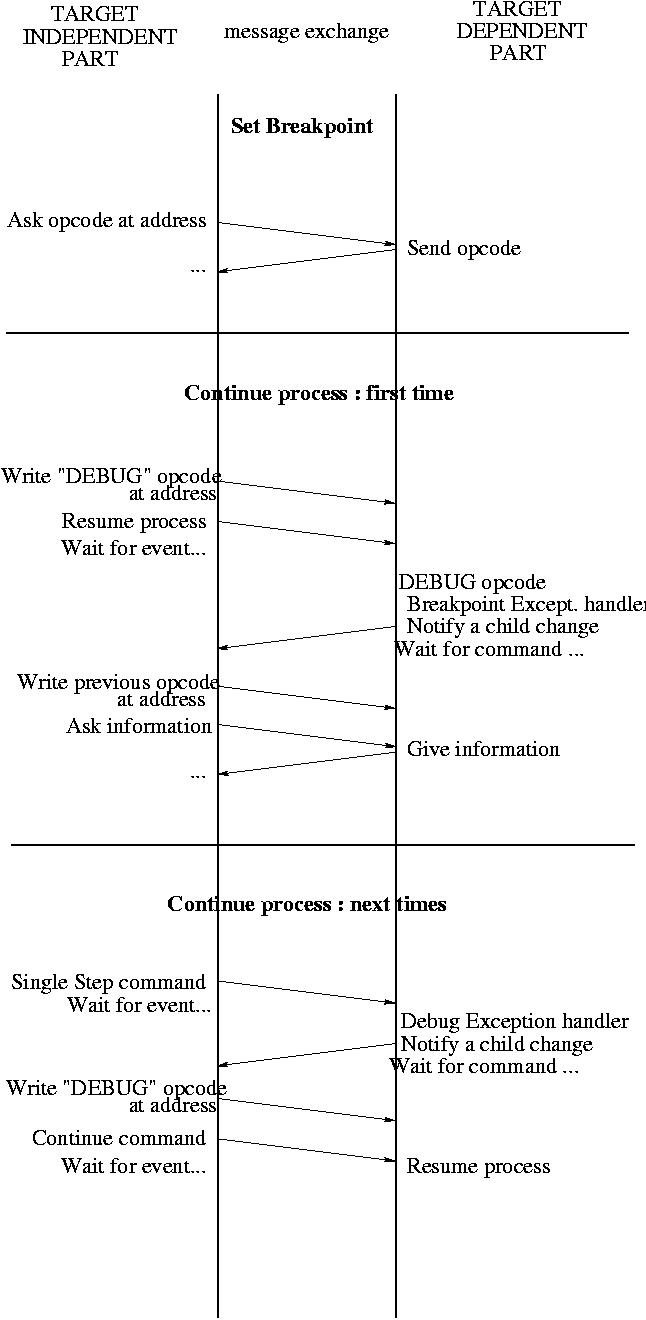 TARGET
INDEPENDENT
PART
message exchange
TARGET
DEPENDENT
PART
Set Breakpoint
Ask opcode at address
Send opcode
...
Continue process : first time
Write "DEBUG" opcode
at address
Resume process
Wait for event...
DEBUG opcode
Breakpoint Except. handler
Notify a child change
Wait for command ...
Write previous opcode
at address
Ask information
Give information
...
Continue process : next times
Single Step command
Wait for event...
Debug Exception handler
Notify a child change
Wait for command ...
Write "DEBUG" opcode
at address
Continue command
Wait for event...
Resume process